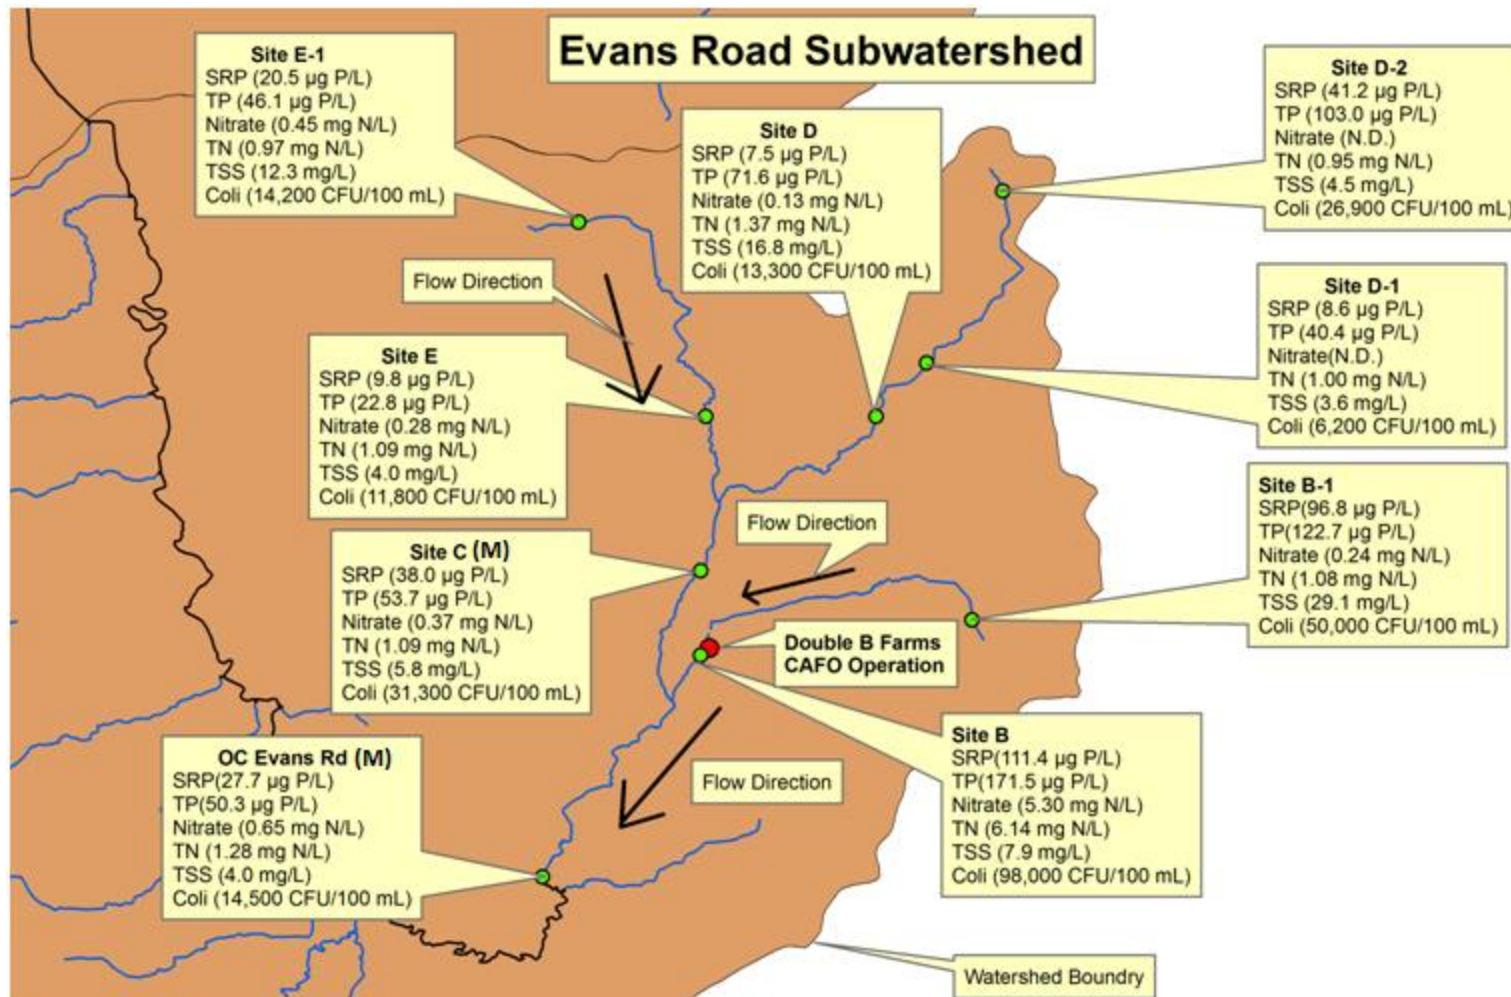 Evans Road Subwatershed
Site E-1
SRP (20.5 µg P/L)
TP (46.1 µg P/L)
Nitrate (0.45 mg N/L)
TN (0.97 mg N/L)
TSS (12.3 mg/L)
Coli (14,200 CFU/100 mL)
Site D
SRP (7.5 µg P/L)
TP (71.6 µg P/L)
Nitrate (0.13 mg N/L)
TN (1.37 mg N/L)
TSS (16.8 mg/L)
Coli (13,300 CFU/100 mL)
Site D-2
SRP (41.2 µg P/L)
TP (103.0 µg P/L)
Nitrate (N.D.)
TN (0.95 mg N/L)
TSS (4.5 mg/L)
Coli (26,900 CFU/100 mL)
Flow Direction
Site D-1
SRP (8.6 µg P/L)
TP (40.4 µg P/L)
Nitrate(N.D.)
TN (1.00 mg N/L)
TSS (3.6 mg/L)
Coli (6,200 CFU/100 mL)
Site E
SRP (9.8 µg P/L)
TP (22.8 µg P/L)
Nitrate (0.28 mg N/L)
TN (1.09 mg N/L)
TSS (4.0 mg/L)
Coli (11,800 CFU/100 mL)
Site B-1
SRP(96.8 µg P/L)
TP(122.7 µg P/L)
Nitrate (0.24 mg N/L)
TN (1.08 mg N/L)
TSS (29.1 mg/L)
Coli (50,000 CFU/100 mL)
Flow Direction
Site C (M)
SRP (38.0 µg P/L)
TP (53.7 µg P/L)
Nitrate (0.37 mg N/L)
TN (1.09 mg N/L)
TSS (5.8 mg/L)
Coli (31,300 CFU/100 mL)
Double B Farms
CAFO Operation
Site B
SRP(111.4 µg P/L)
TP(171.5 µg P/L)
Nitrate (5.30 mg N/L)
TN (6.14 mg N/L)
TSS (7.9 mg/L)
Coli (98,000 CFU/100 mL)
OC Evans Rd (M)
SRP(27.7 µg P/L)
TP(50.3 µg P/L)
Nitrate (0.65 mg N/L)
TN (1.28 mg N/L)
TSS (4.0 mg/L)
Coli (14,500 CFU/100 mL)
Flow Direction
Watershed Boundry